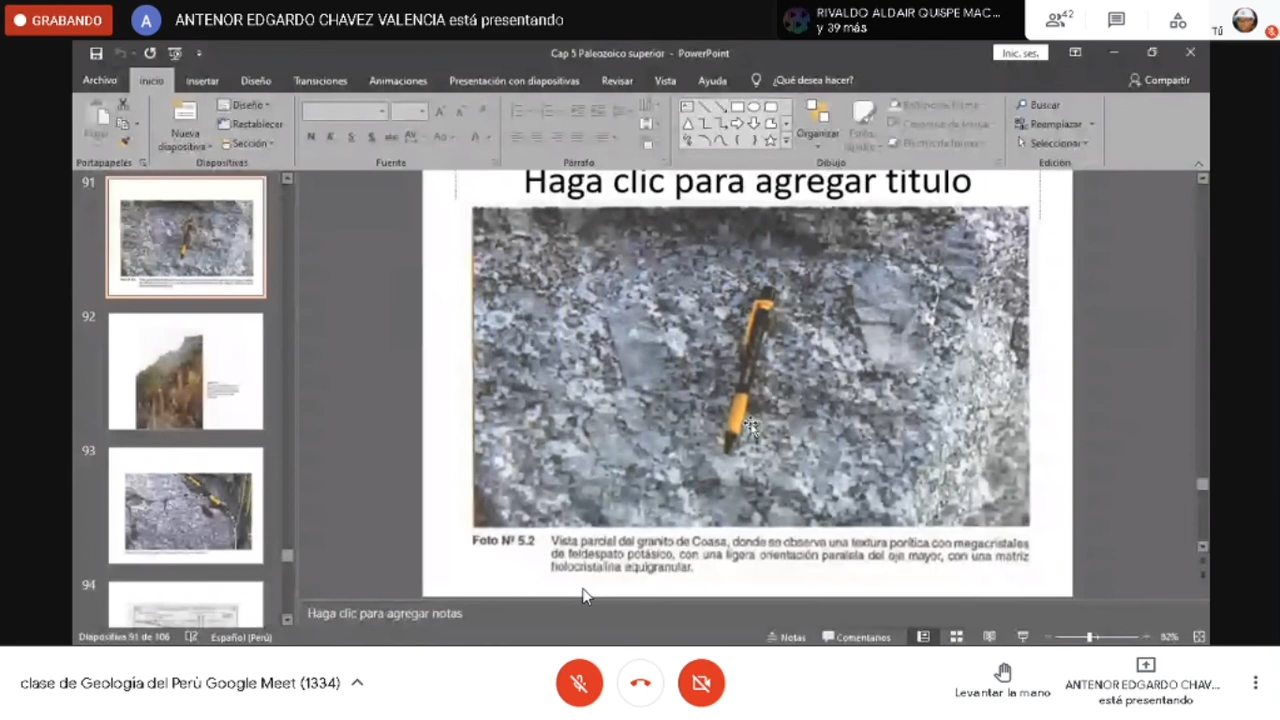 GRABANDO
A
ANTENOR EDGARDO CHAVEZ VALENCIA está presentando
RIVALDO ALDAIR QUISPE MAC...
y 39 más
42
Tú
Cap 5 Paleozoico superior - PowerPoint
Inic. ses.
Archivo Inicio Insertar Diseño Transiciones Animaciones Presentación con diapositivas Revisar Vista Ayuda ¿Qué desea hacer? Compartir
Nueva diapositiva
Diseño
Restablecer
Sección
Organizar
Buscar
Reemplazar
Seleccionar
Portapapeles Diapositivas Fuente Párrafo Dibujo Edición
91
92
93
94
Haga clic para agregar título
Foto Nº 5.2 Vista parcial del granito de Coasa, donde se observa una textura porítica con megacristales
de feldespato potásico, con una ligera orientación paralela del eje mayor, con una matriz
holocristalina equigranular.
Haga clic para agregar notas
Diapositiva 91 de 106 Español (Perú) Notas Comentarios 82%
clase de Geología del Perú Google Meet (1334)
Levantar la mano
ANTENOR EDGARDO CHAV...
está presentando